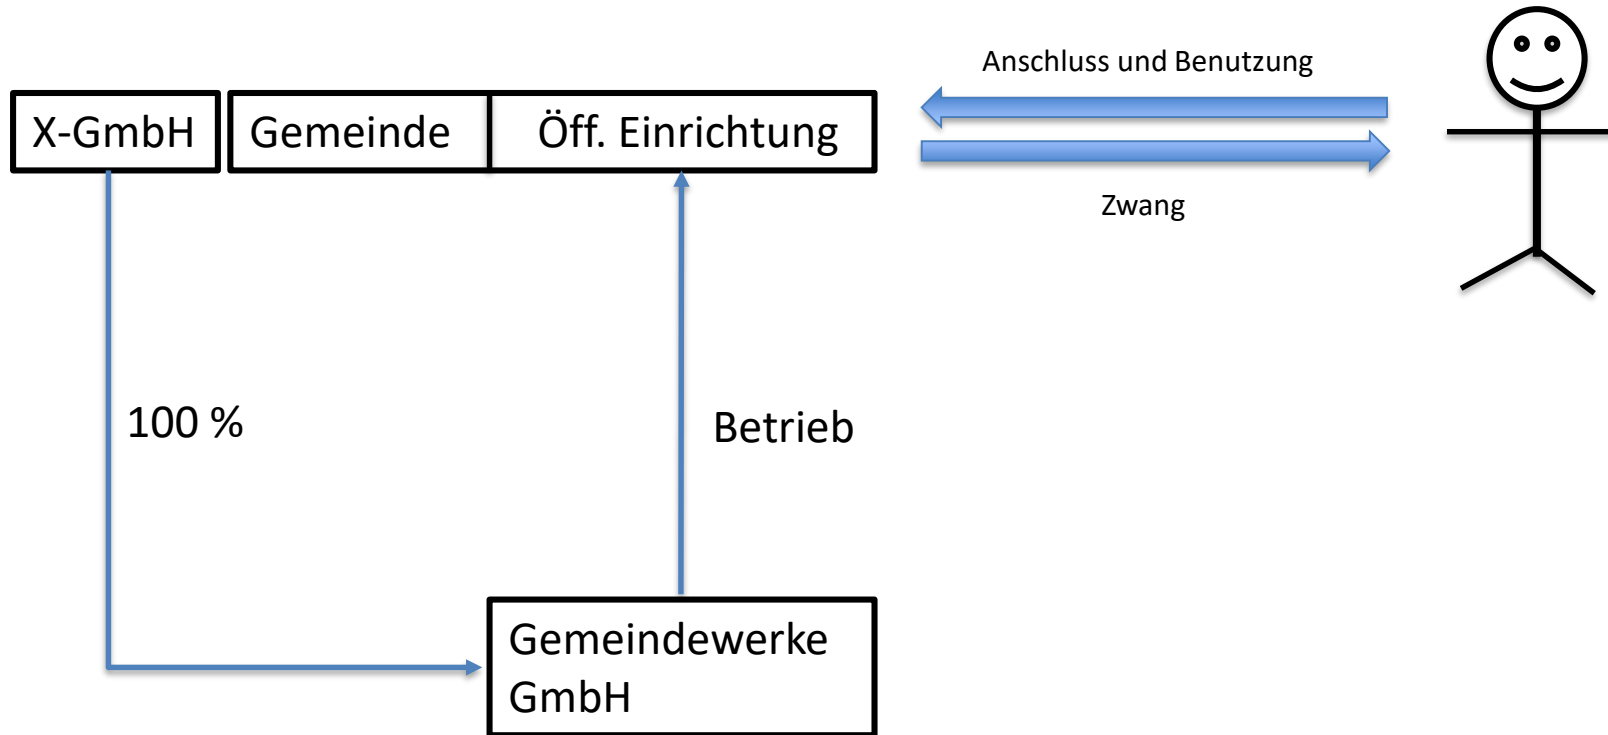 Anschluss und Benutzung
X-GmbH
Gemeinde
Öff. Einrichtung
Zwang
100 %
Betrieb
Gemeindewerke
GmbH